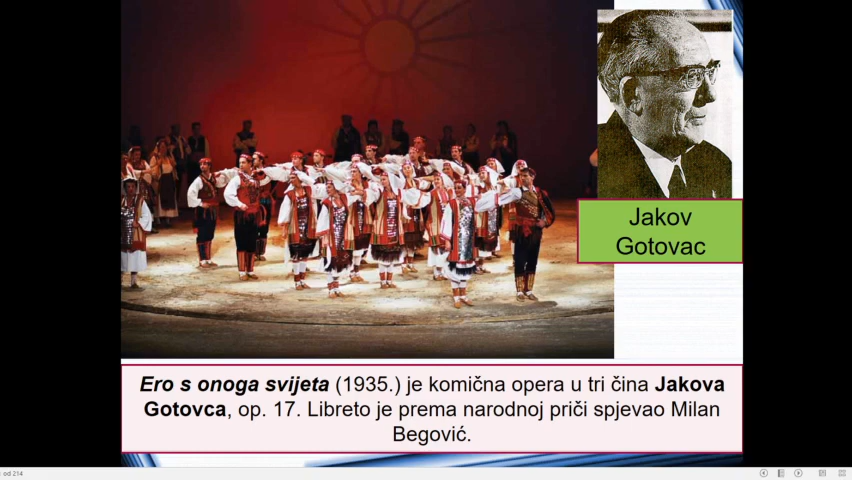 Jakov
Gotovac
Ero s onoga svijeta (1935.) je komična opera u tri čina Jakova
Gotovca, op. 17. Libreto je prema narodnoj priči spjevao Milan
Begović.
od 214